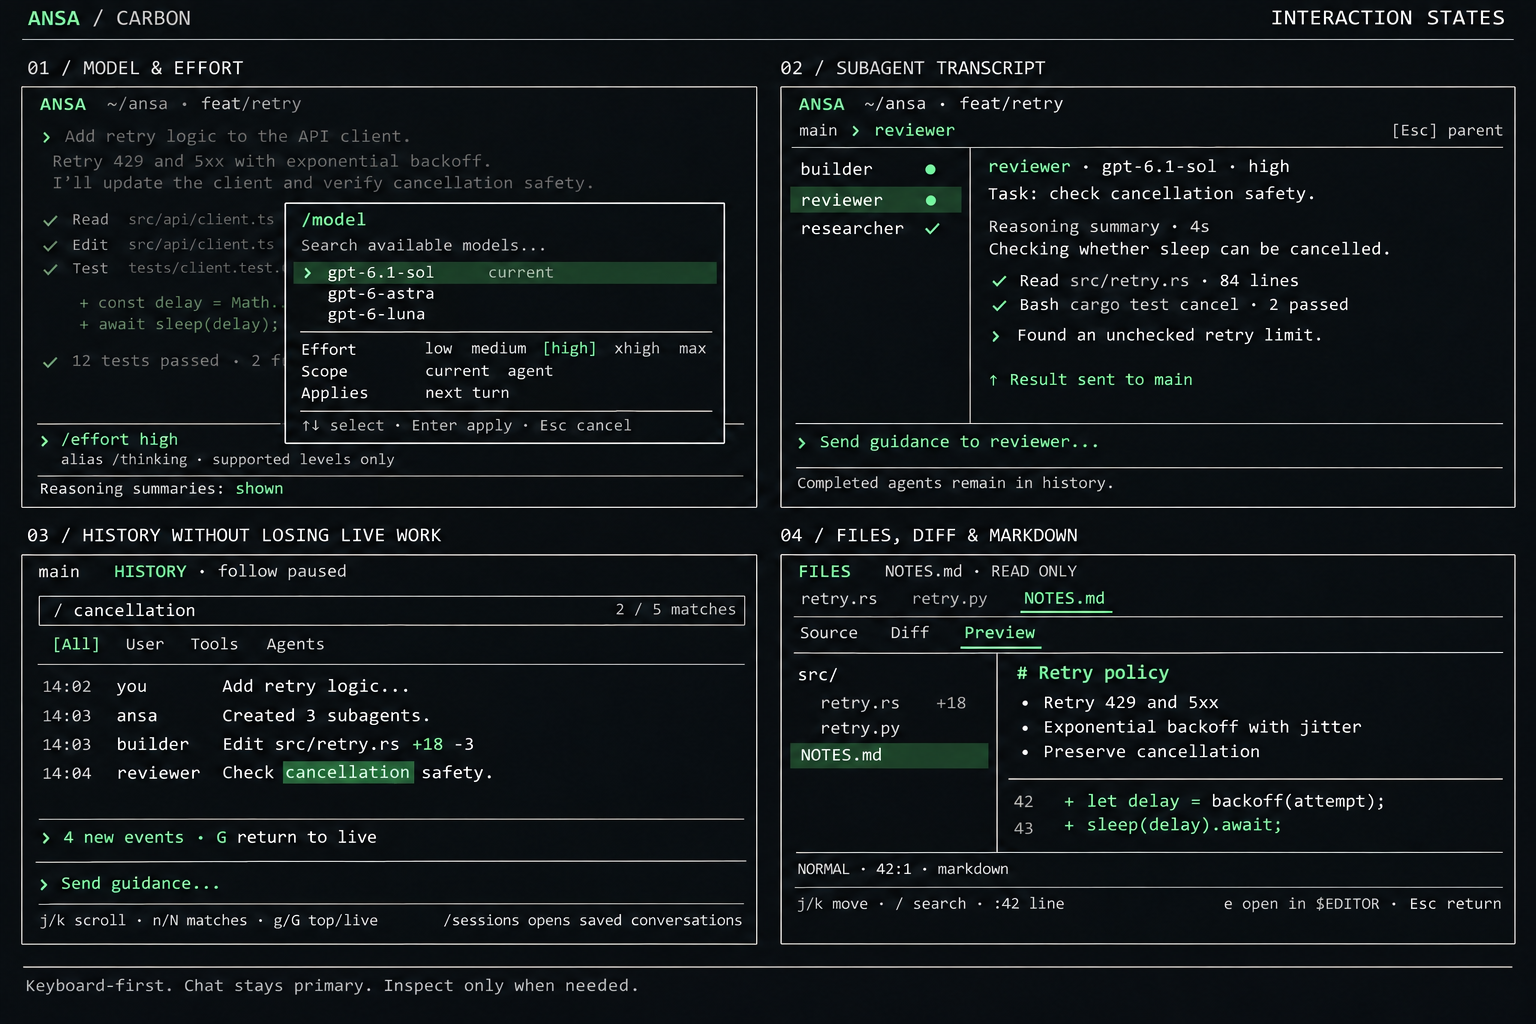 ANSA / CARBON
INTERACTION STATES
01 / MODEL & EFFORT
ANSA ~/ansa · feat/retry
› Add retry logic to the API client.
Retry 429 and 5xx with exponential backoff.
I’ll update the client and verify cancellation safety.
✓ Read src/api/client.ts
✓ Edit src/api/client.ts
✓ Test tests/client.test.
+ const delay = Math..
+ await sleep(delay);
✓ 12 tests passed · 2 f
/model
Search available models...
› gpt-6.1-sol current
gpt-6-astra
gpt-6-luna
Effort low medium [high] xhigh max
Scope current agent
Applies next turn
↑↓ select · Enter apply · Esc cancel
› /effort high
alias /thinking · supported levels only
Reasoning summaries: shown
02 / SUBAGENT TRANSCRIPT
ANSA ~/ansa · feat/retry
main › reviewer [Esc] parent
builder ●
reviewer ●
researcher ✓
reviewer · gpt-6.1-sol · high
Task: check cancellation safety.
Reasoning summary · 4s
Checking whether sleep can be cancelled.
✓ Read src/retry.rs · 84 lines
✓ Bash cargo test cancel · 2 passed
› Found an unchecked retry limit.
↑ Result sent to main
› Send guidance to reviewer...
Completed agents remain in history.
03 / HISTORY WITHOUT LOSING LIVE WORK
main HISTORY · follow paused
/ cancellation 2 / 5 matches
[All] User Tools Agents
14:02 you Add retry logic...
14:03 ansa Created 3 subagents.
14:03 builder Edit src/retry.rs +18 -3
14:04 reviewer Check cancellation safety.
› 4 new events · G return to live
› Send guidance...
j/k scroll · n/N matches · g/G top/live /sessions opens saved conversations
04 / FILES, DIFF & MARKDOWN
FILES NOTES.md · READ ONLY
retry.rs retry.py NOTES.md
Source Diff Preview
src/
retry.rs +18
retry.py
NOTES.md
# Retry policy
• Retry 429 and 5xx
• Exponential backoff with jitter
• Preserve cancellation
42 + let delay = backoff(attempt);
43 + sleep(delay).await;
NORMAL · 42:1 · markdown
j/k move · / search · :42 line e open in $EDITOR · Esc return
Keyboard-first. Chat stays primary. Inspect only when needed.